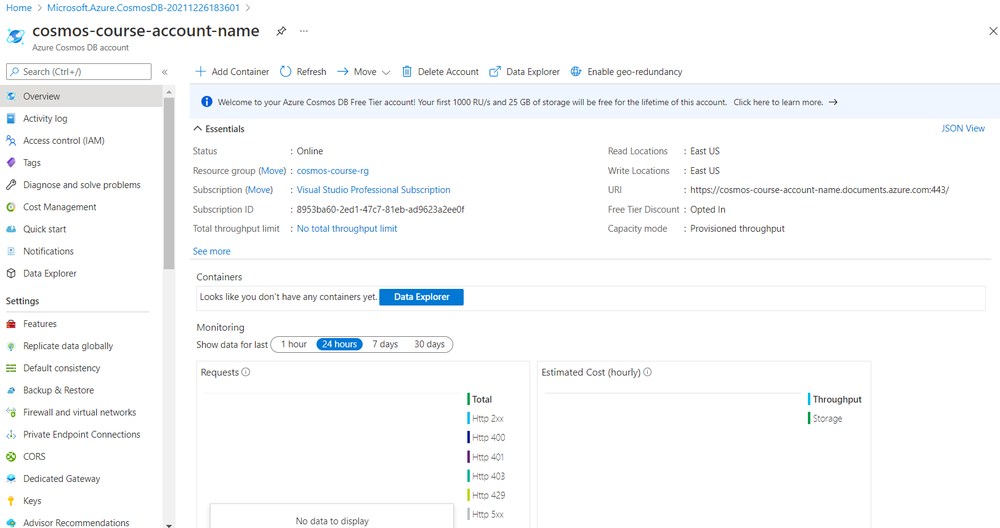 Home > Microsoft.Azure.CosmosDB-20211226183601 >
cosmos-course-account-name ...
Azure Cosmos DB account
Search (Ctrl+/) «
Overview
Activity log
Access control (IAM)
Tags
Diagnose and solve problems
Cost Management
Quick start
Notifications
Data Explorer
Settings
Features
Replicate data globally
Default consistency
Backup & Restore
Firewall and virtual networks
Private Endpoint Connections
CORS
Dedicated Gateway
Keys
Advisor Recommendations
Add Container Refresh Move Delete Account Data Explorer Enable geo-redundancy
Welcome to your Azure Cosmos DB Free Tier account! Your first 1000 RU/s and 25 GB of storage will be free for the lifetime of this account. Click here to learn more. →
Essentials JSON View
Status : Online
Resource group (Move) : cosmos-course-rg
Subscription (Move) : Visual Studio Professional Subscription
Subscription ID : 8953ba60-2ed1-47c7-81eb-ad9623a2ee0f
Total throughput limit : No total throughput limit
See more
Read Locations : East US
Write Locations : East US
URI : https://cosmos-course-account-name.documents.azure.com:443/
Free Tier Discount : Opted In
Capacity mode : Provisioned throughput
Containers
Looks like you don't have any containers yet. Data Explorer
Monitoring
Show data for last 1 hour 24 hours 7 days 30 days
Requests
Total
Http 2xx
Http 400
Http 401
Http 403
Http 429
Http 5xx
No data to display
Estimated Cost (hourly)
Throughput
Storage